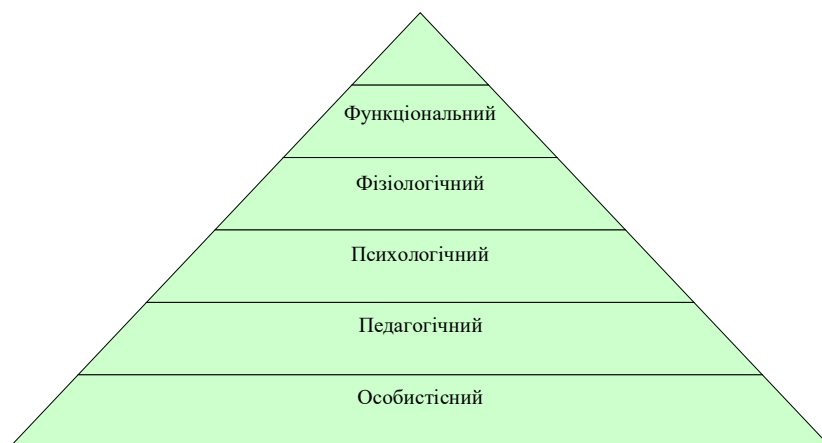 Функціональний
Фізіологічний
Психологічний
Педагогічний
Особистісний